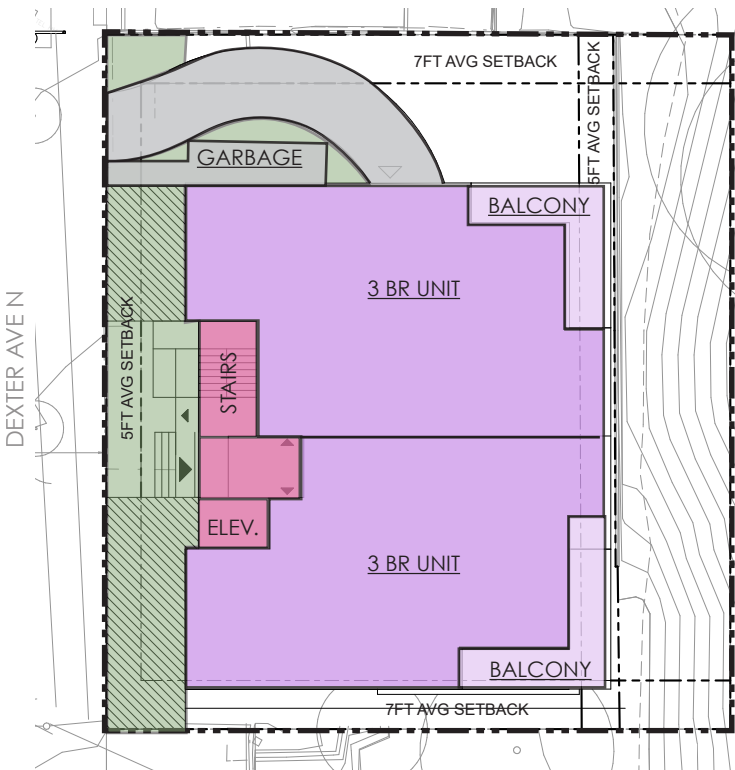 7FT AVG SETBACK
5FT AVG SETBACK
GARBAGE
BALCONY
3 BR UNIT
DEXTER AVE N
5FT AVG SETBACK
STAIRS
ELEV.
3 BR UNIT
BALCONY
7FT AVG SETBACK